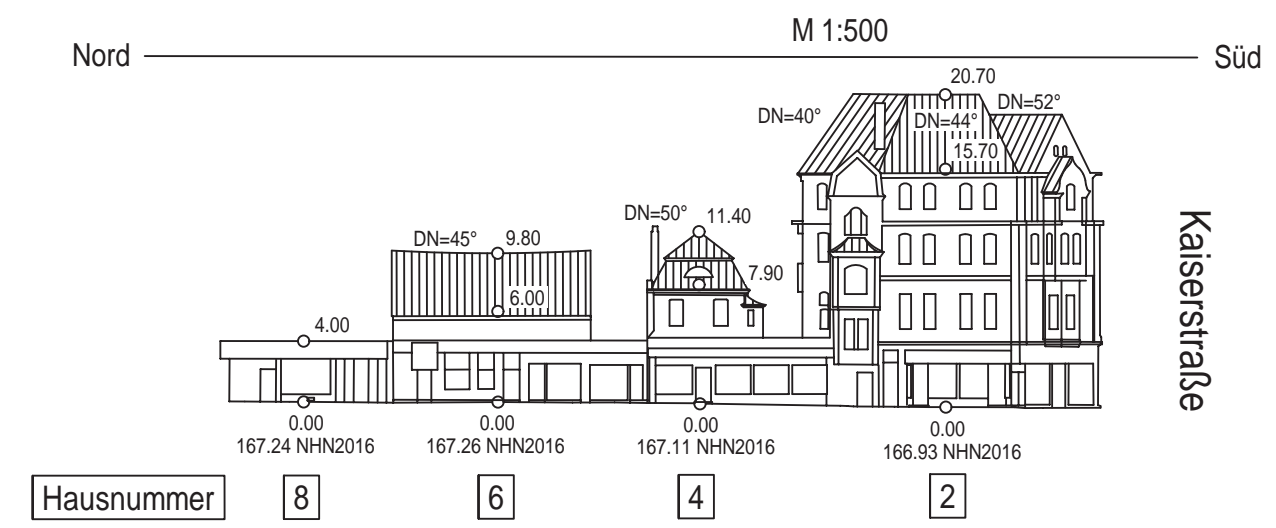 M 1:500
Nord
Süd
20.70
DN=40°
DN=44°
DN=52°
15.70
DN=50°
11.40
7.90
DN=45°
9.80
6.00
4.00
Kaiserstraße
0.00
167.24 NHN2016
0.00
167.26 NHN2016
0.00
167.11 NHN2016
0.00
166.93 NHN2016
Hausnummer 8 6 4 2